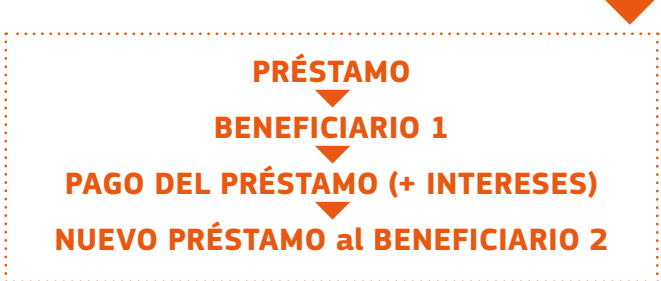 PRÉSTAMO
BENEFICIARIO 1
PAGO DEL PRÉSTAMO (+ INTERESES)
NUEVO PRÉSTAMO al BENEFICIARIO 2